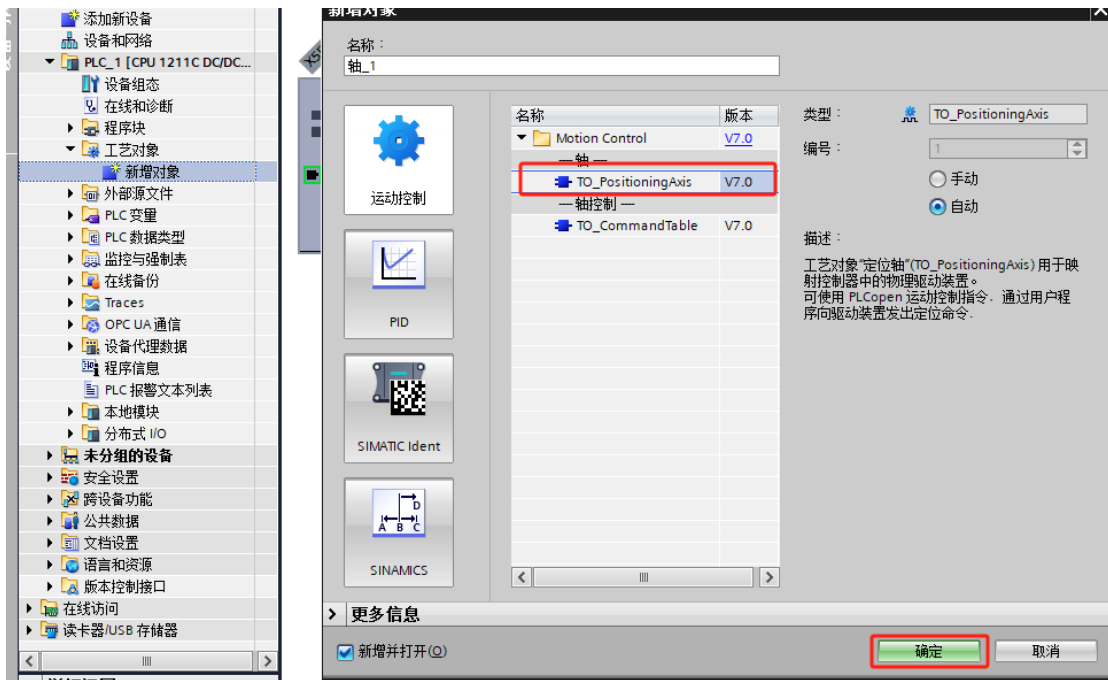 添加新设备
设备和网络
PLC_1 [CPU 1211C DC/DC...
设备组态
在线和诊断
程序块
工艺对象
新增对象
外部源文件
PLC 变量
PLC 数据类型
监控与强制表
在线备份
Traces
OPC UA 通信
设备代理数据
程序信息
PLC 报警文本列表
本地模块
分布式 I/O
未分组的设备
安全设置
跨设备功能
公共数据
文档设置
语言和资源
版本控制接口
在线访问
读卡器/USB 存储器
新增对象
名称：
轴_1
运动控制
PID
SIMATIC Ident
A B C
D
SINAMICS
名称 版本
Motion Control V7.0
— 轴 —
TO_PositioningAxis V7.0
— 轴控制 —
TO_CommandTable V7.0
类型： TO_PositioningAxis
编号： 1
手动
自动
描述：
工艺对象“定位轴”(TO_PositioningAxis) 用于映
射控制器中的物理驱动装置。
可使用 PLCopen 运动控制指令，通过用户程
序向驱动装置发出定位命令.
更多信息
新增并打开(O)
确定 取消